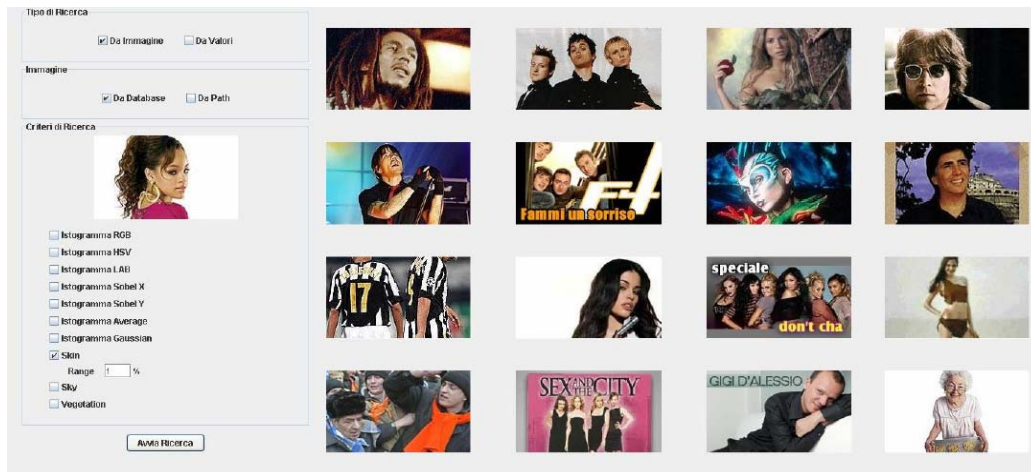 Tipo di Ricerca
Da Immagine
Da Valori
Immagine
Da Database
Da Path
Criteri di Ricerca
Istogramma RGB
Istogramma HSV
Istogramma LAB
Istogramma Sobel X
Istogramma Sobel Y
Istogramma Average
Istogramma Gaussian
Skin
Range 1 %
Sky
Vegetation
Avvia Ricerca
F4
Fammi un sorriso
17
speciale
don't cha
SEX AND THE CITY
GIGI D'ALESSIO